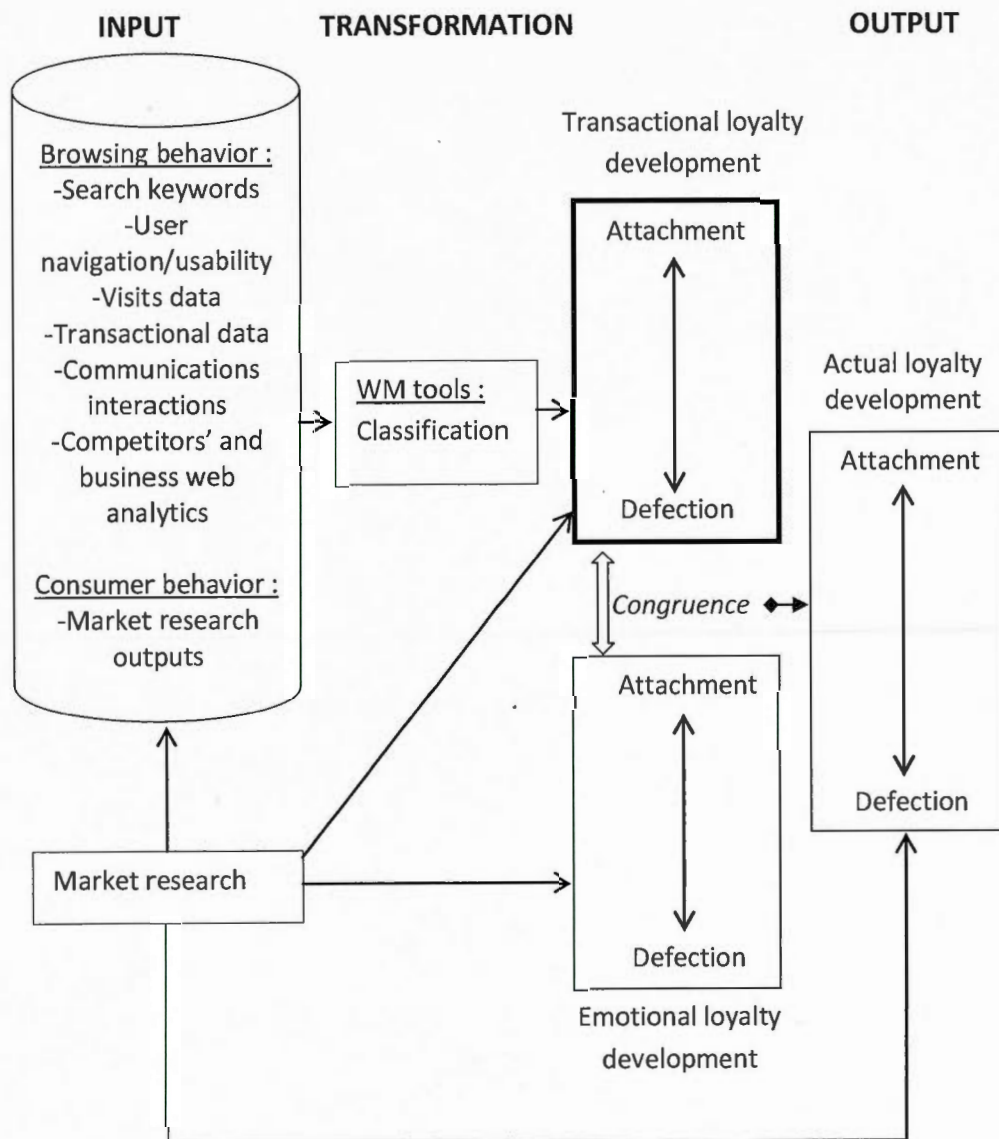 INPUT
TRANSFORMATION
OUTPUT
Browsing behavior :
-Search keywords
-User
navigation/usability
-Visits data
-Transactional data
-Communications
interactions
-Competitors' and
business web
analytics
Consumer behavior :
-Market research
outputs
Market research
WM tools :
Classification
Transactional loyalty
development
Attachment
Defection
Congruence
Attachment
Defection
Emotional loyalty
development
Actual loyalty
development
Attachment
Defection